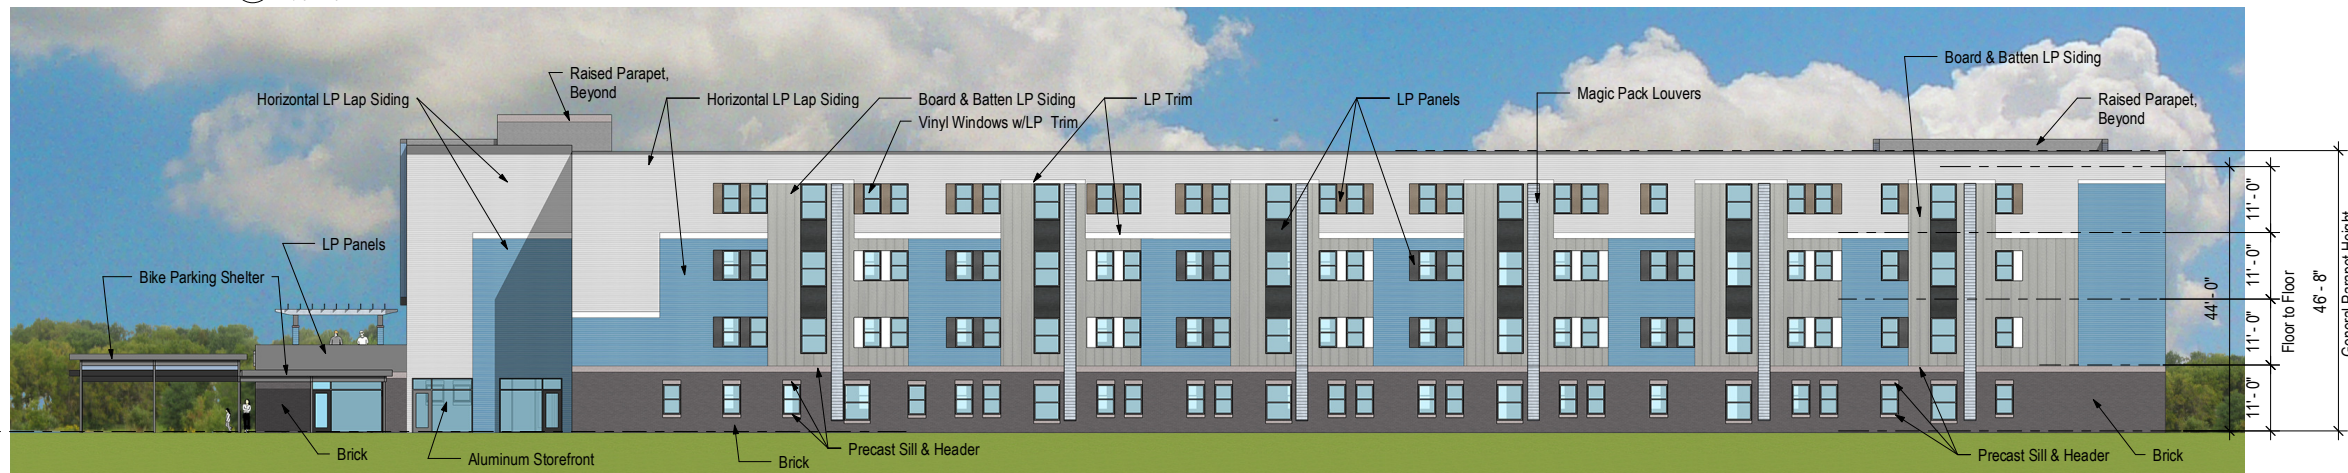 Raised Parapet,
Beyond
Horizontal LP Lap Siding
Horizontal LP Lap Siding
Board & Batten LP Siding
Vinyl Windows w/LP Trim
LP Trim
LP Panels
Magic Pack Louvers
Board & Batten LP Siding
Raised Parapet,
Beyond
LP Panels
Bike Parking Shelter
Brick
Aluminum Storefront
Brick
Precast Sill & Header
Precast Sill & Header
Brick
11' - 0"
11' - 0"
11' - 0"
11' - 0"
44' - 0"
Floor to Floor
46' - 8"
General Parapet Height